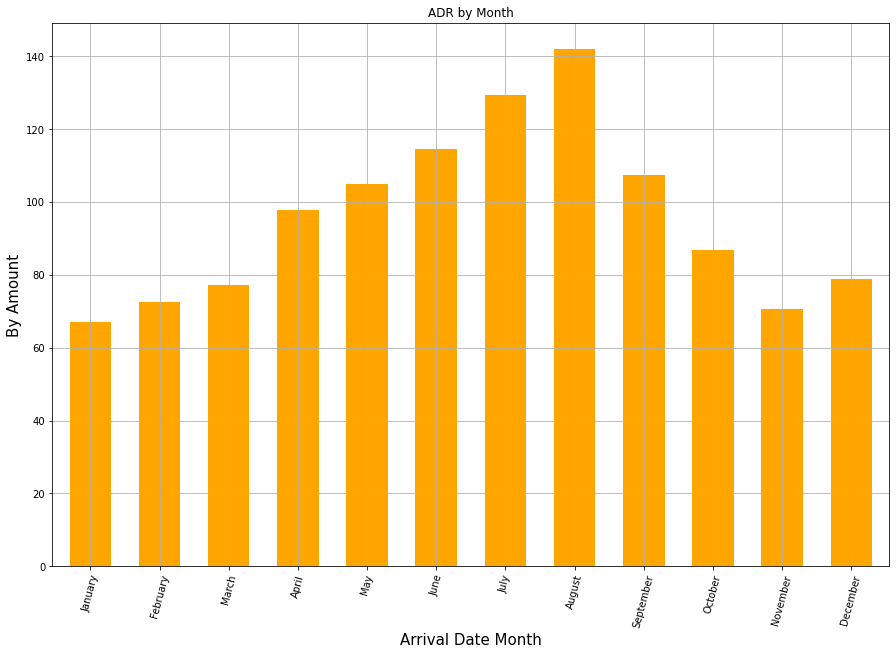 ADR by Month
By Amount
140
120
100
80
60
40
20
0
January
February
March
April
May
June
July
August
September
October
November
December
Arrival Date Month